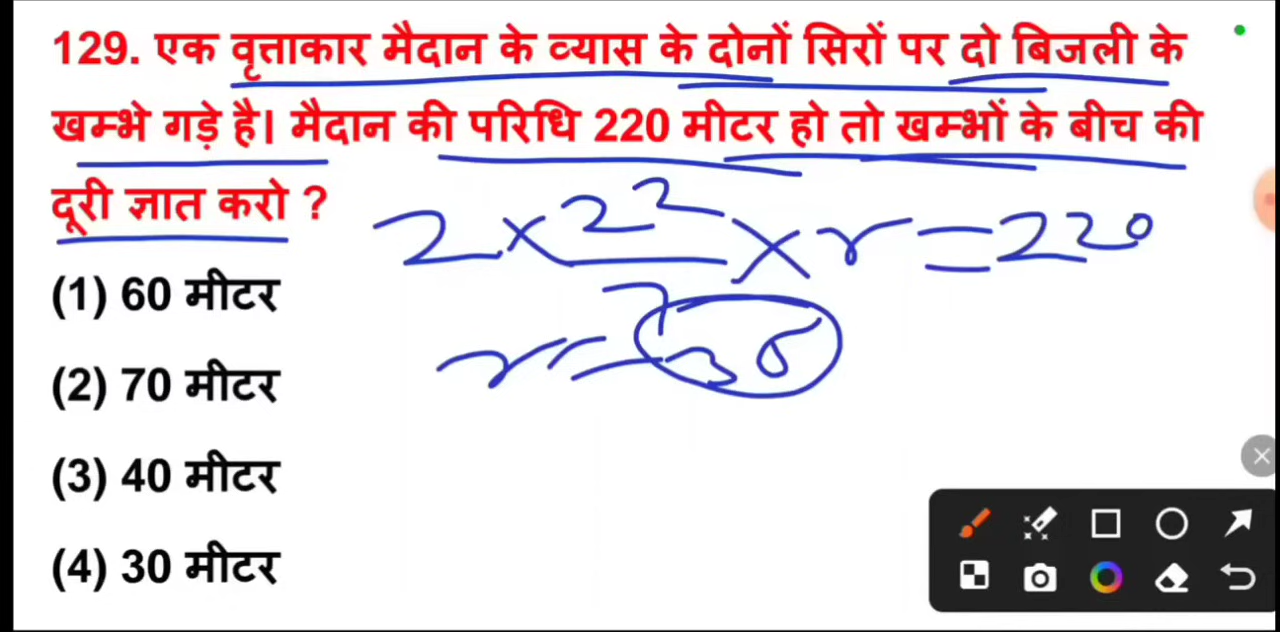 129. एक वृत्ताकार मैदान के व्यास के दोनों सिरों पर दो बिजली के
खम्भे गड़े है। मैदान की परिधि 220 मीटर हो तो खम्भों के बीच की
दूरी ज्ञात करो ?
2 × 22/7 × r = 220
r = 35
(1) 60 मीटर
(2) 70 मीटर
(3) 40 मीटर
(4) 30 मीटर